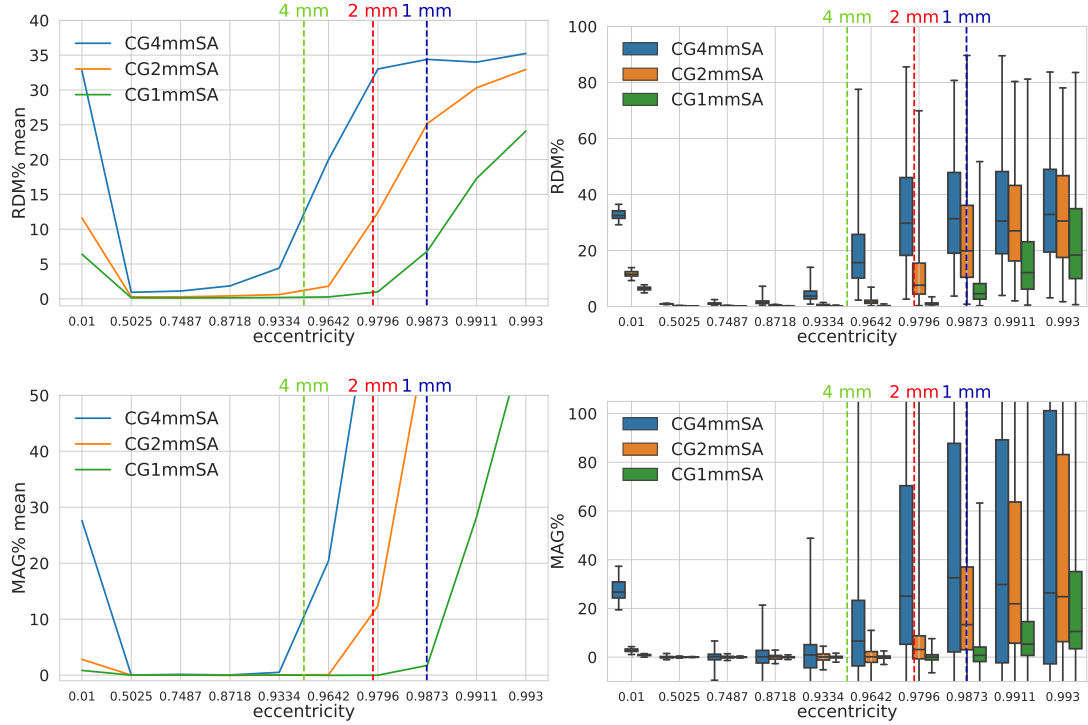 4 mm 2 mm 1 mm
40
35
30
25
20
15
10
5
0
RDM% mean
CG4mmSA
CG2mmSA
CG1mmSA
0.01 0.5025 0.7487 0.8718 0.9334 0.9642 0.9796 0.9873 0.9911 0.993
eccentricity
4 mm 2 mm 1 mm
100
80
60
40
20
0
RDM%
CG4mmSA
CG2mmSA
CG1mmSA
0.01 0.5025 0.7487 0.8718 0.9334 0.9642 0.9796 0.9873 0.9911 0.993
eccentricity
4 mm 2 mm 1 mm
50
40
30
20
10
0
MAG% mean
CG4mmSA
CG2mmSA
CG1mmSA
0.01 0.5025 0.7487 0.8718 0.9334 0.9642 0.9796 0.9873 0.9911 0.993
eccentricity
4 mm 2 mm 1 mm
100
80
60
40
20
0
MAG%
CG4mmSA
CG2mmSA
CG1mmSA
0.01 0.5025 0.7487 0.8718 0.9334 0.9642 0.9796 0.9873 0.9911 0.993
eccentricity